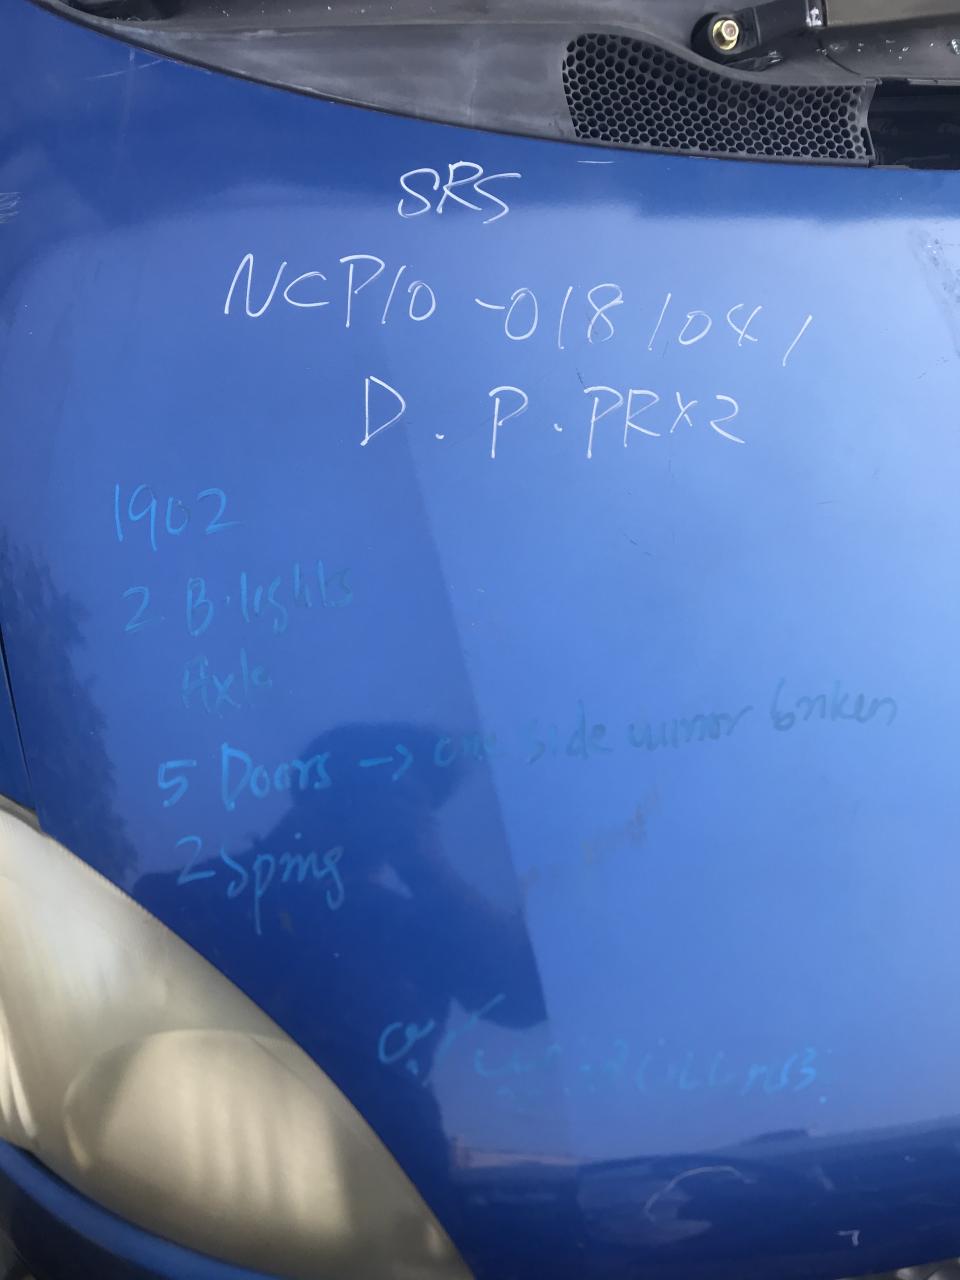 SRS
NCP10-0181041
D.P.PRX2
1902
2 B.lights
Axle
5 Doors → one side mirror broken
2 Spring